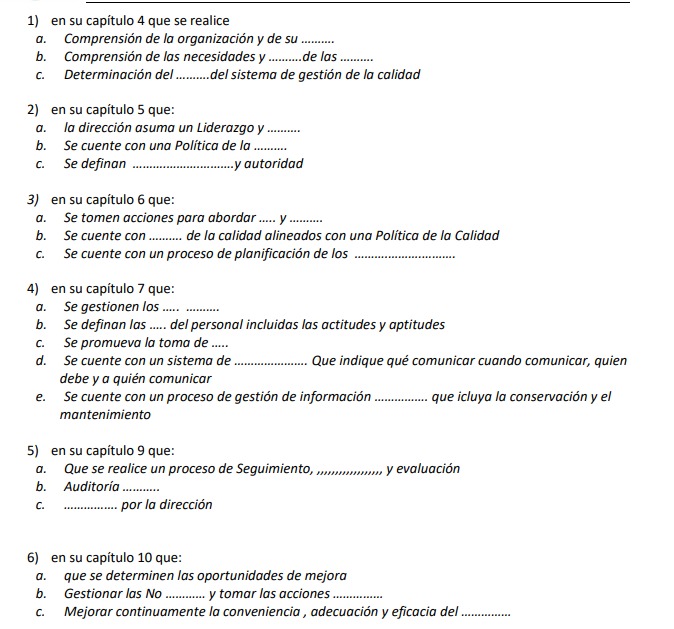 1) en su capítulo 4 que se realice
a. Comprensión de la organización y de su ..........
b. Comprensión de las necesidades y ..........de las ..........
c. Determinación del ..........del sistema de gestión de la calidad
2) en su capítulo 5 que:
a. la dirección asuma un Liderazgo y ..........
b. Se cuente con una Política de la ..........
c. Se definan ..............................y autoridad
3) en su capítulo 6 que:
a. Se tomen acciones para abordar ..... y ..........
b. Se cuente con .......... de la calidad alineados con una Política de la Calidad
c. Se cuente con un proceso de planificación de los ..............................
4) en su capítulo 7 que:
a. Se gestionen los ..... ..........
b. Se definan las ..... del personal incluidas las actitudes y aptitudes
c. Se promueva la toma de .....
d. Se cuente con un sistema de ...................... Que indique qué comunicar cuando comunicar, quien
debe y a quién comunicar
e. Se cuente con un proceso de gestión de información ................ que icluya la conservación y el
mantenimiento
5) en su capítulo 9 que:
a. Que se realice un proceso de Seguimiento, ,,,,,,,,,,,,,,,,,, y evaluación
b. Auditoría ...........
c. ................ por la dirección
6) en su capítulo 10 que:
a. que se determinen las oportunidades de mejora
b. Gestionar las No ............ y tomar las acciones ...............
c. Mejorar continuamente la conveniencia , adecuación y eficacia del ...............